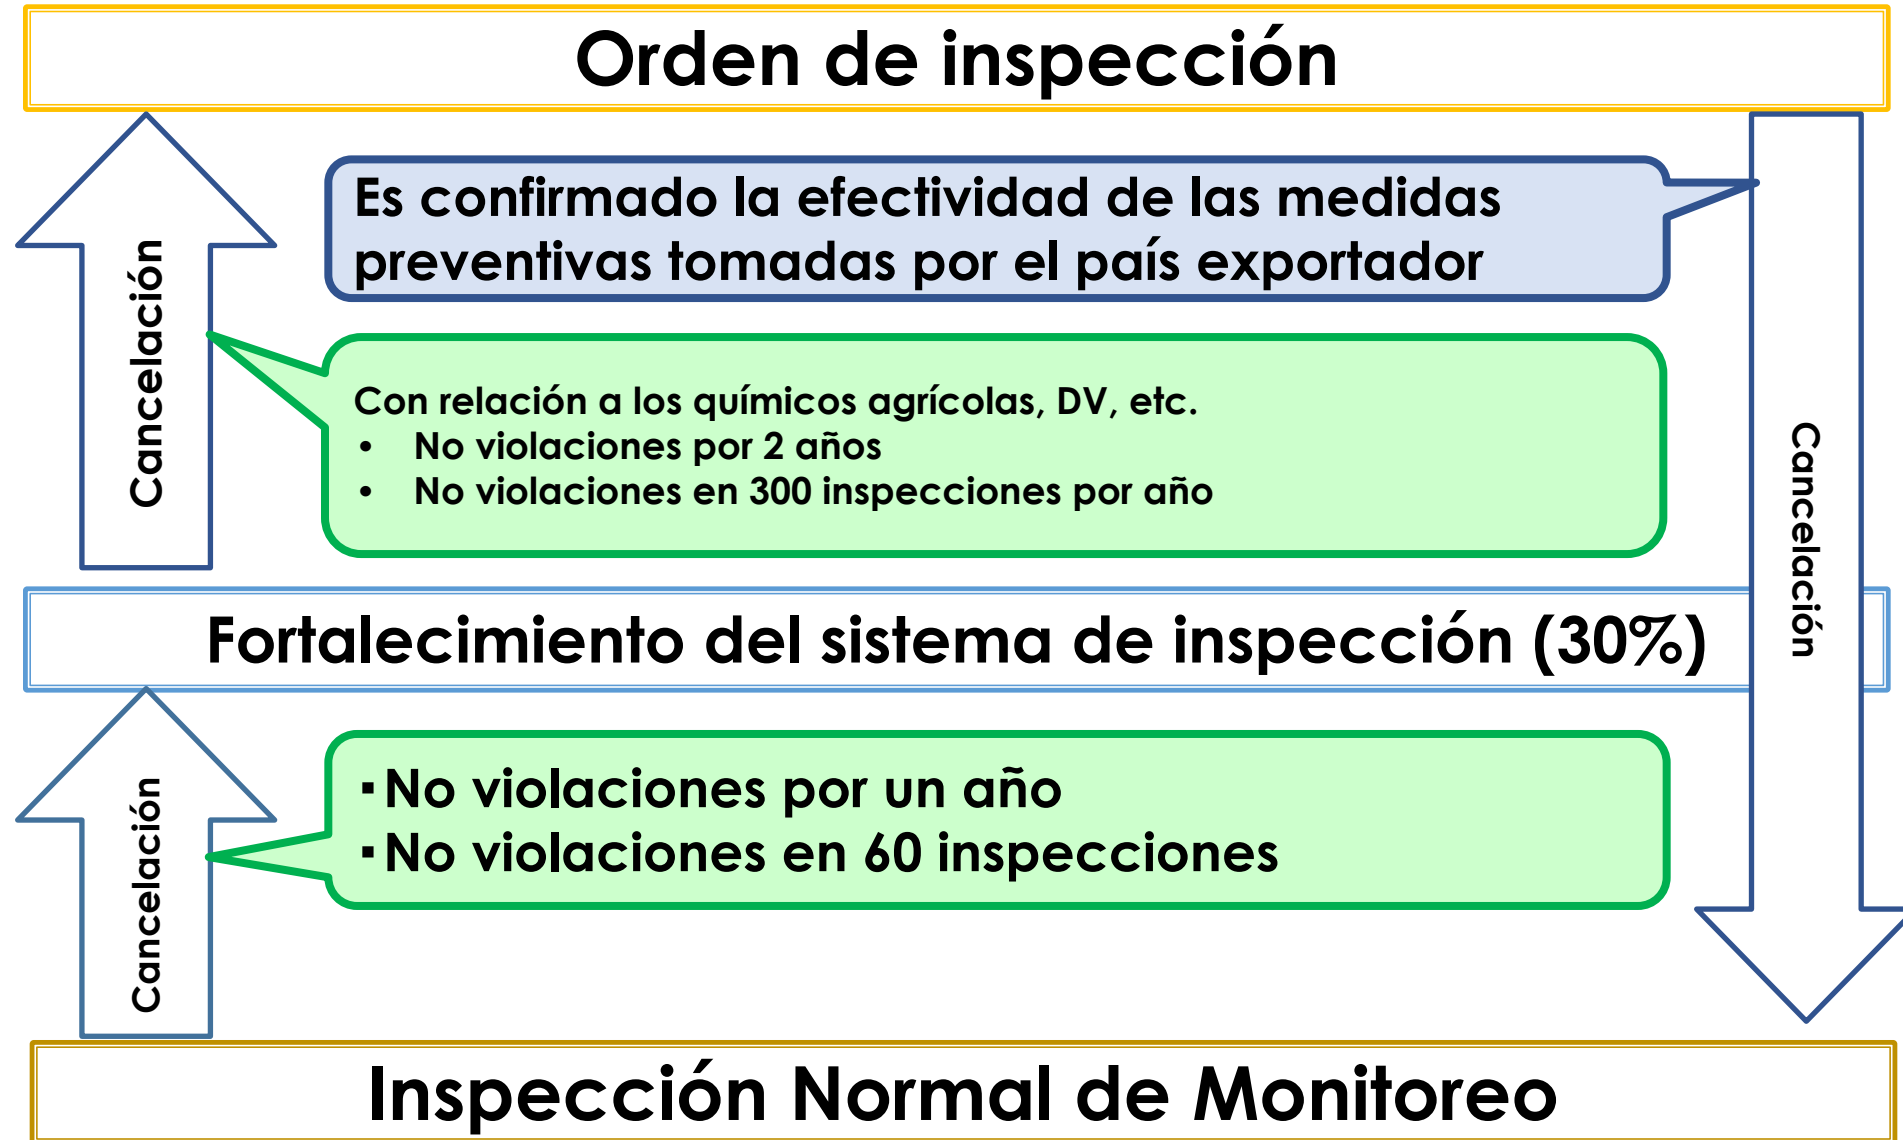 Orden de inspección
Es confirmado la efectividad de las medidas
preventivas tomadas por el país exportador
Cancelación
Con relación a los químicos agrícolas, DV, etc.
• No violaciones por 2 años
• No violaciones en 300 inspecciones por año
Cancelación
Fortalecimiento del sistema de inspección (30%)
▪No violaciones por un año
▪No violaciones en 60 inspecciones
Cancelación
Inspección Normal de Monitoreo